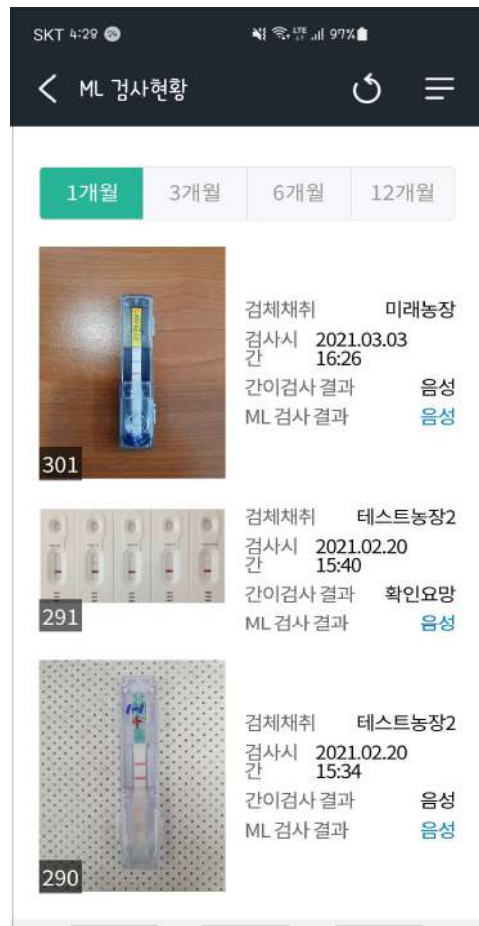 SKT 4:29 LTE 97%
ML 검사현황
1개월 3개월 6개월 12개월
검체채취 미래농장
검사시간 2021.03.03 16:26
간이검사 결과 음성
ML 검사 결과 음성
301
검체채취 테스트농장2
검사시간 2021.02.20 15:40
간이검사 결과 확인요망
ML 검사 결과 음성
291
검체채취 테스트농장2
검사시간 2021.02.20 15:34
간이검사 결과 음성
ML 검사 결과 음성
290